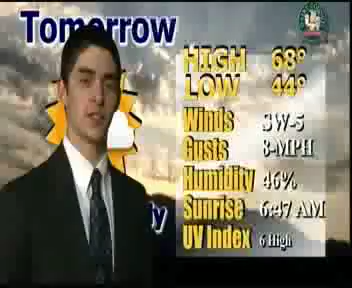 Tomorrow
HIGH 68°
LOW 44°
Winds SW-5
Gusts 8-MPH
Humidity 46%
Sunrise 6:47 AM
UV Index 6 High